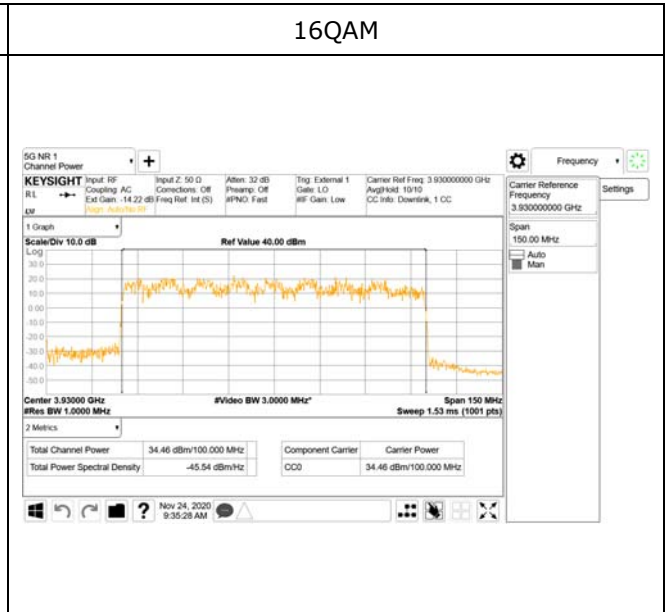 16QAM
5G NR 1
Channel Power
+
Frequency
KEYSIGHT
RL
Input: RF
Coupling: AC
Ext Gain: -14.22 dB
Align: Auto/No RF
Input Z: 50 Ω
Corrections: Off
Freq Ref: Int (S)
Atten: 32 dB
Preamp: Off
#PNO: Fast
Trig: External 1
Gate: LO
#IF Gain: Low
Carrier Ref Freq: 3.930000000 GHz
Avg|Hold: 10/10
CC Info: Downlink, 1 CC
Carrier Reference
Frequency
3.930000000 GHz
Settings
Span
150.00 MHz
Auto
Man
1 Graph
Scale/Div 10.0 dB
Ref Value 40.00 dBm
Log
30.0
20.0
10.0
0.00
-10.0
-20.0
-30.0
-40.0
-50.0
Center 3.93000 GHz
#Video BW 3.0000 MHz*
Span 150 MHz
#Res BW 1.0000 MHz
Sweep 1.53 ms (1001 pts)
2 Metrics
Total Channel Power 34.46 dBm/100.000 MHz
Total Power Spectral Density -45.54 dBm/Hz
Component Carrier Carrier Power
CC0 34.46 dBm/100.000 MHz
?
Nov 24, 2020
9:35:28 AM